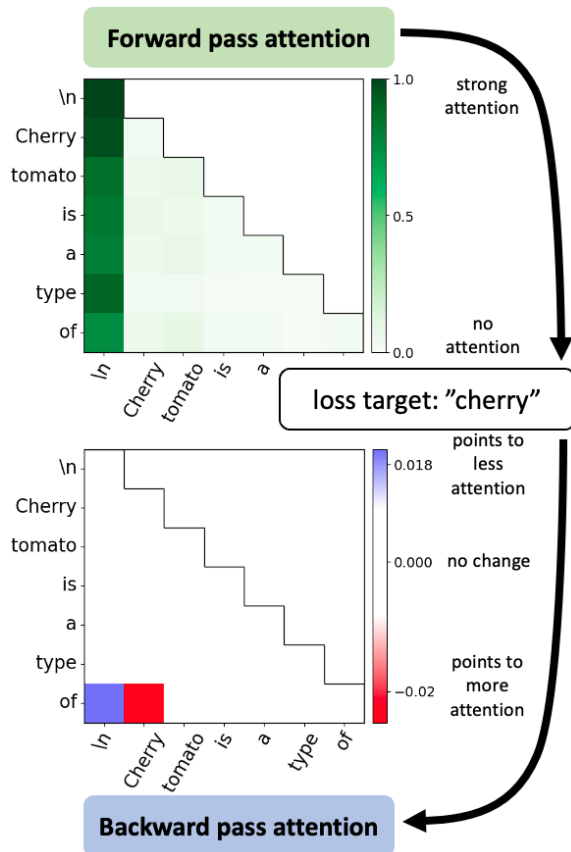 Forward pass attention
\n
Cherry
tomato
is
a
type
of
1.0
0.5
0.0
strong
attention
no
attention
\n
Cherry
tomato
is
a
loss target: ”cherry”
\n
Cherry
tomato
is
a
type
of
0.018
0.000
−0.02
points to
less
attention
no change
points to
more
attention
\n
Cherry
tomato
is
a
type
of
Backward pass attention